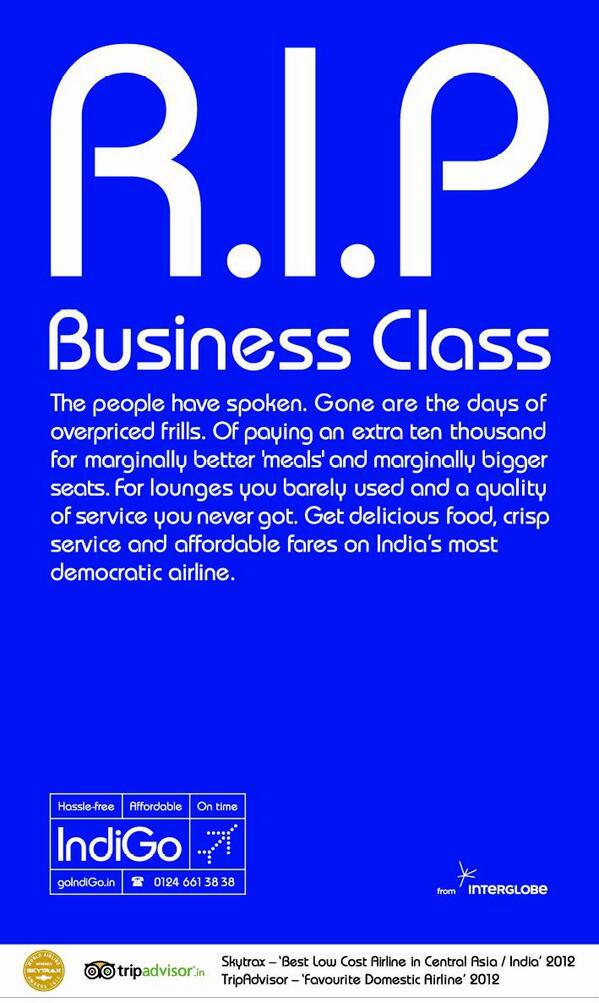 R.I.P
Business Class
The people have spoken. Gone are the days of
overpriced frills. Of paying an extra ten thousand
for marginally better 'meals' and marginally bigger
seats. For lounges you barely used and a quality
of service you never got. Get delicious food, crisp
service and affordable fares on India's most
democratic airline.
Hassle-free Affordable On time
IndiGo
goIndiGo.in ☎ 0124 661 38 38
from INTERGLOBE
SKYTRAX
tripadvisor.in
Skytrax – 'Best Low Cost Airline in Central Asia / India' 2012
TripAdvisor – 'Favourite Domestic Airline' 2012